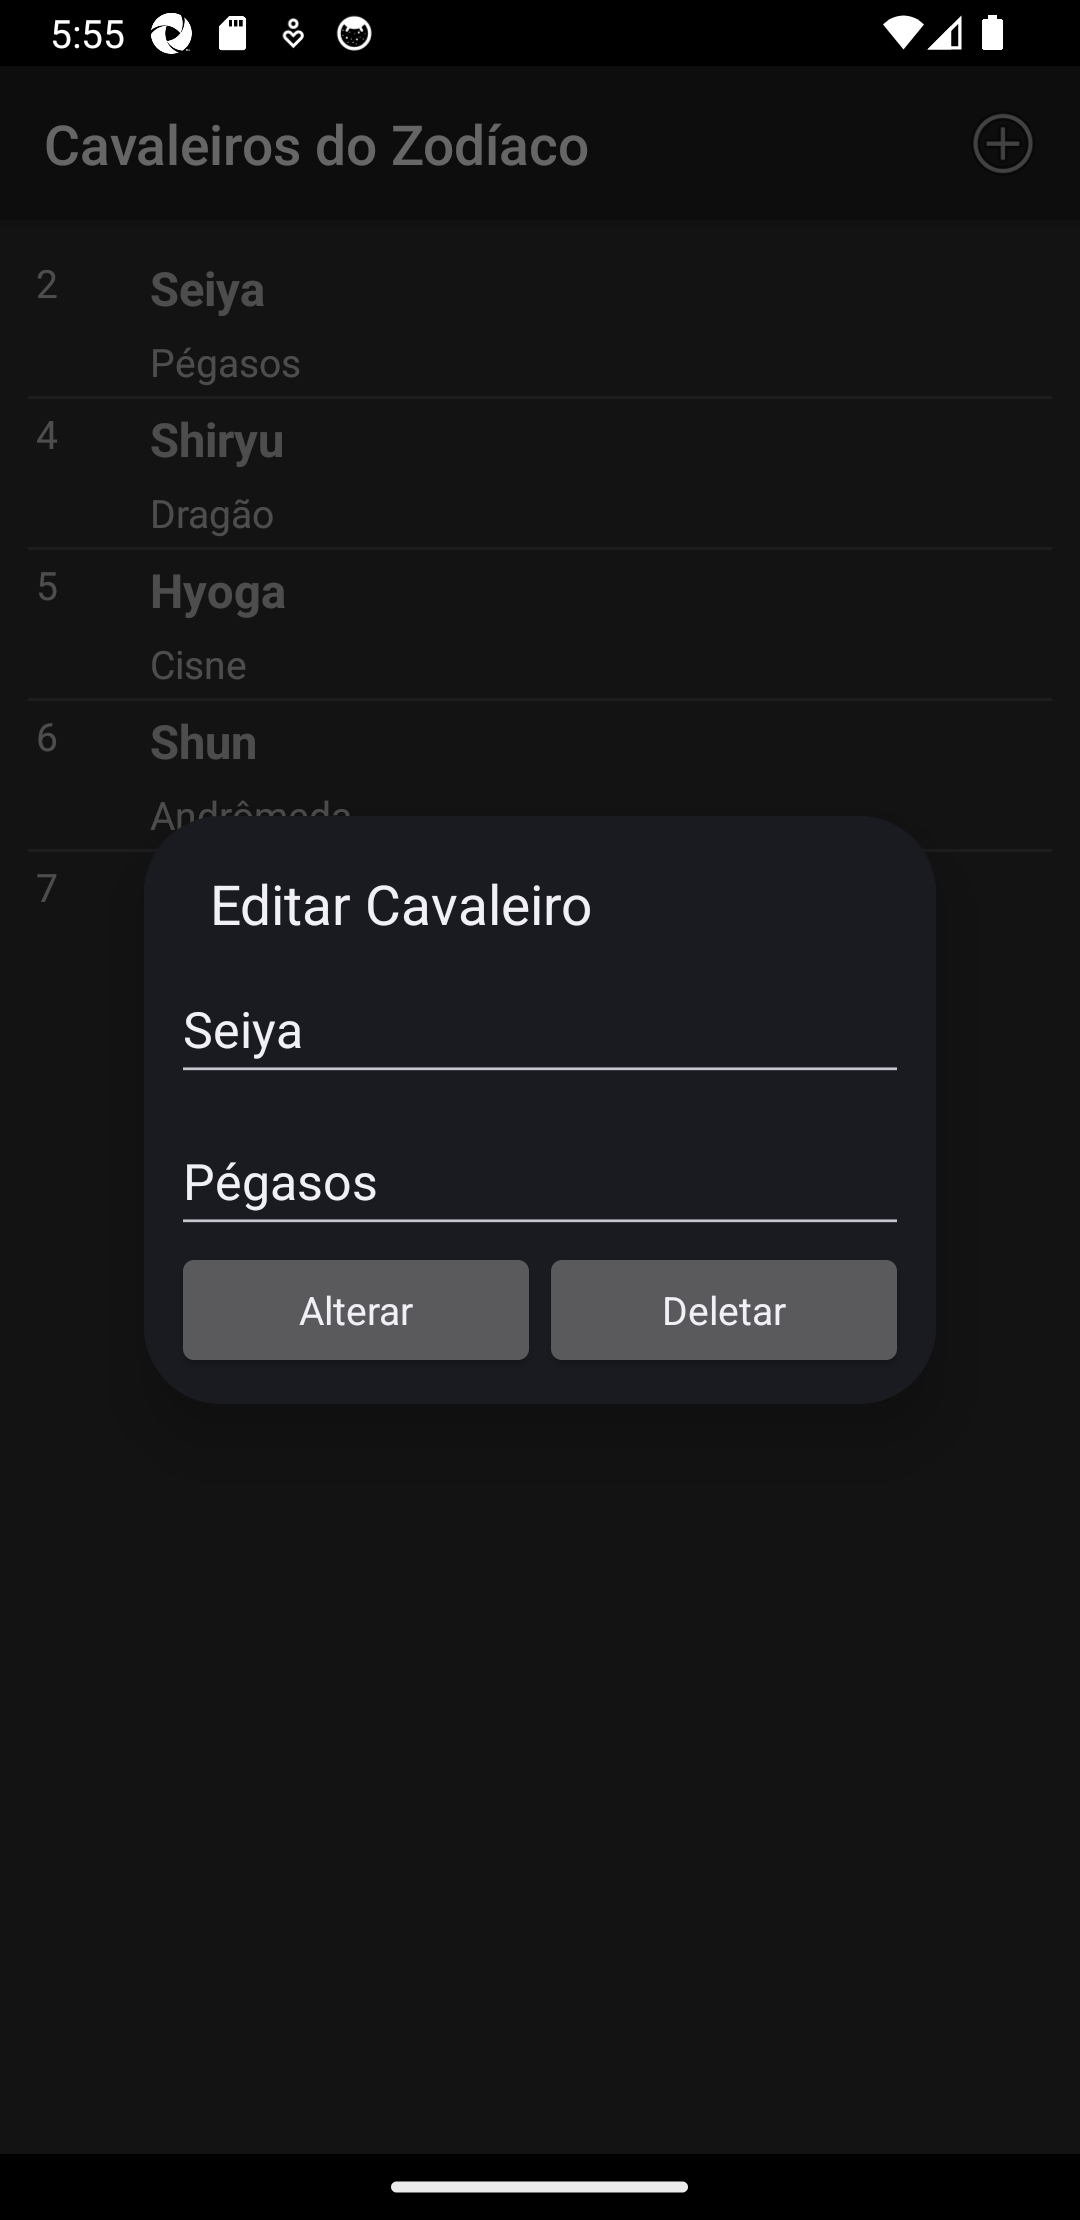 5:55
Cavaleiros do Zodíaco
2
Seiya
Pégasos
4
Shiryu
Dragão
5
Hyoga
Cisne
6
Shun
Andrômeda
7
Editar Cavaleiro
Seiya
Pégasos
Alterar
Deletar